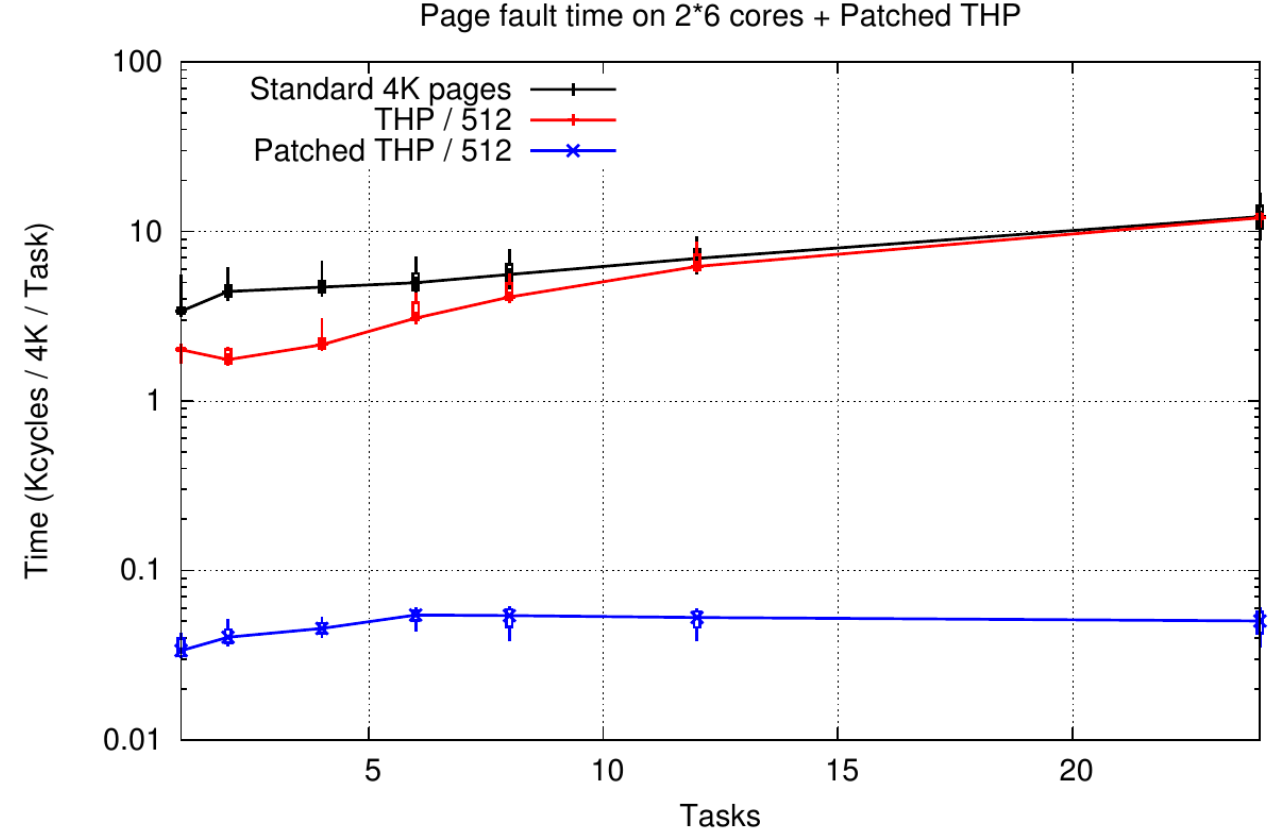 Page fault time on 2*6 cores + Patched THP
100
10
1
0.1
0.01
Time (Kcycles / 4K / Task)
Standard 4K pages
THP / 512
Patched THP / 512
5 10 15 20
Tasks